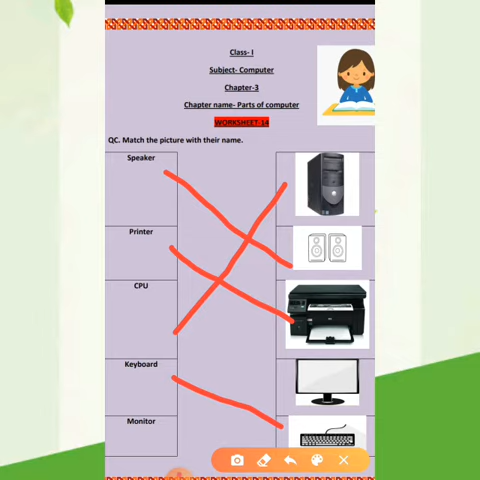 Class- I
Subject- Computer
Chapter-3
Chapter name- Parts of computer
WORKSHEET-14
QC. Match the picture with their name.
Speaker
Printer
CPU
Keyboard
Monitor